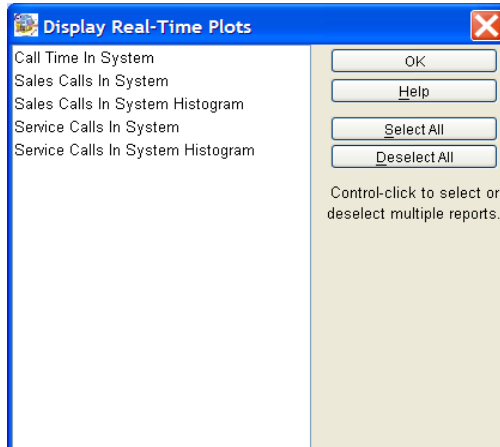 Display Real-Time Plots
Call Time In System
Sales Calls In System
Sales Calls In System Histogram
Service Calls In System
Service Calls In System Histogram
OK
Help
Select All
Deselect All
Control-click to select or
deselect multiple reports.